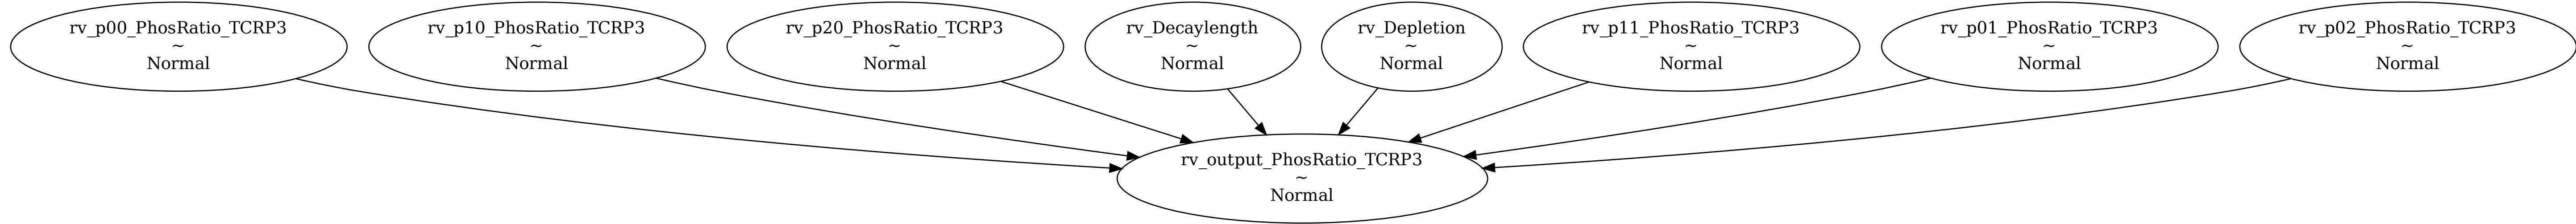 rv_p00_PhosRatio_TCRP3
~
Normal
rv_p10_PhosRatio_TCRP3
~
Normal
rv_p20_PhosRatio_TCRP3
~
Normal
rv_Decaylength
~
Normal
rv_Depletion
~
Normal
rv_p11_PhosRatio_TCRP3
~
Normal
rv_p01_PhosRatio_TCRP3
~
Normal
rv_p02_PhosRatio_TCRP3
~
Normal
rv_output_PhosRatio_TCRP3
~
Normal